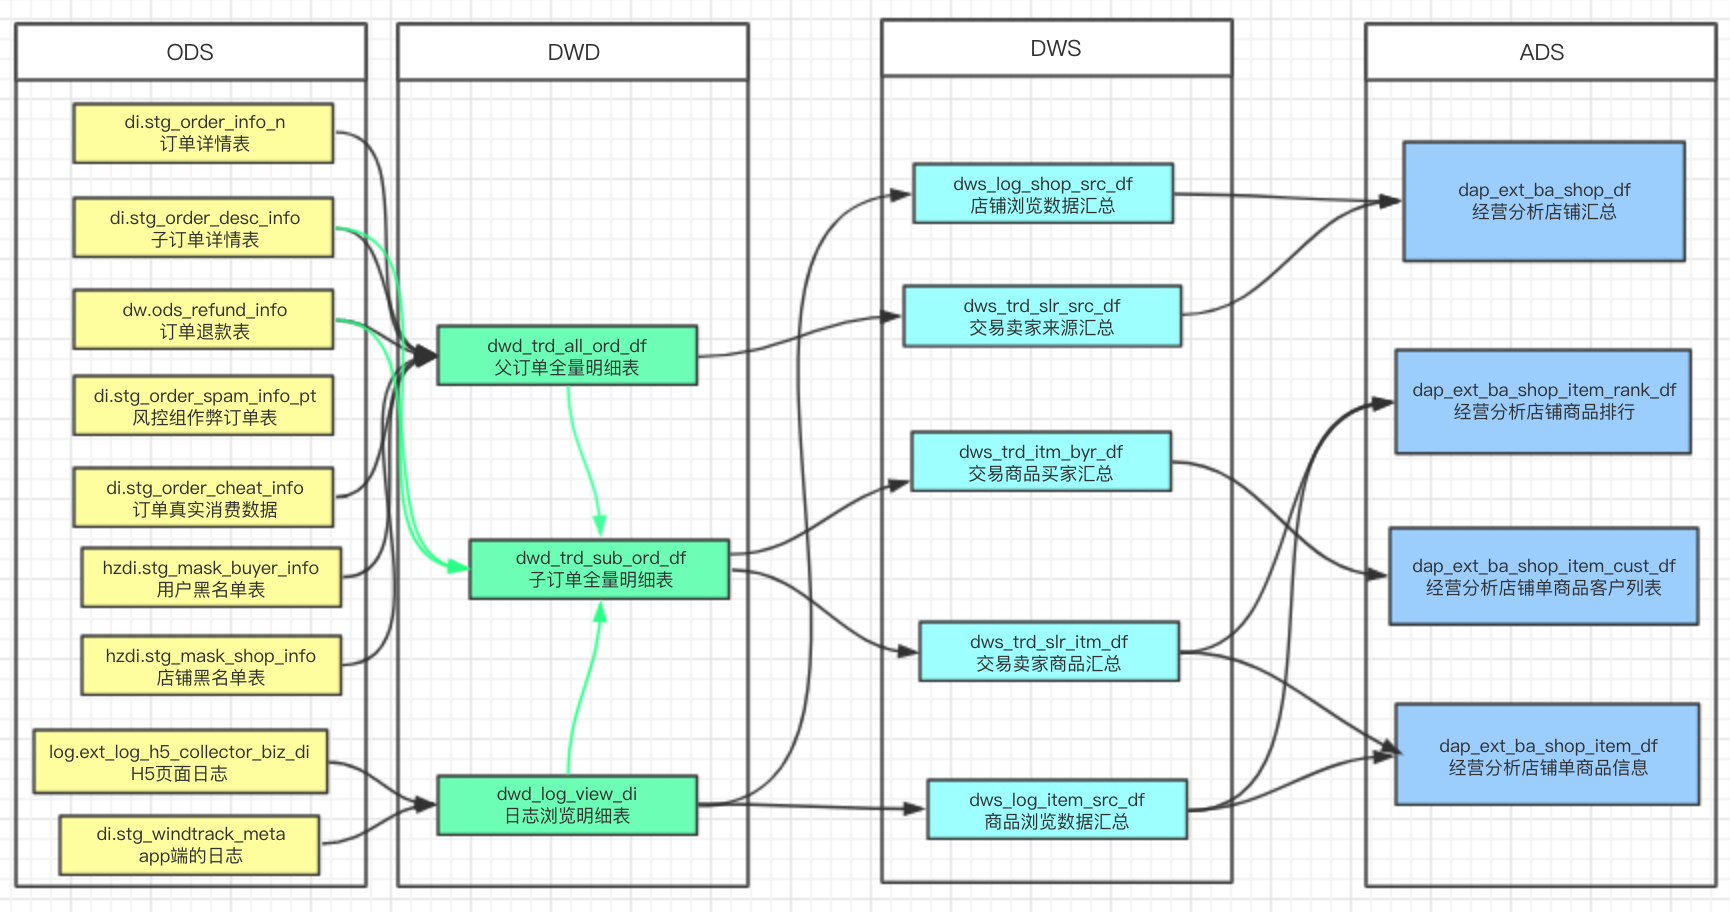 ODS
di.stg_order_info_n
订单详情表
di.stg_order_desc_info
子订单详情表
dw.ods_refund_info
订单退款表
di.stg_order_spam_info_pt
风控组作弊订单表
di.stg_order_cheat_info
订单真实消费数据
hzdi.stg_mask_buyer_info
用户黑名单表
hzdi.stg_mask_shop_info
店铺黑名单表
log.ext_log_h5_collector_biz_di
H5页面日志
di.stg_windtrack_meta
app端的日志
DWD
dwd_trd_all_ord_df
父订单全量明细表
dwd_trd_sub_ord_df
子订单全量明细表
dwd_log_view_di
日志浏览明细表
DWS
dws_log_shop_src_df
店铺浏览数据汇总
dws_trd_slr_src_df
交易卖家来源汇总
dws_trd_itm_byr_df
交易商品买家汇总
dws_trd_slr_itm_df
交易卖家商品汇总
dws_log_item_src_df
商品浏览数据汇总
ADS
dap_ext_ba_shop_df
经营分析店铺汇总
dap_ext_ba_shop_item_rank_df
经营分析店铺商品排行
dap_ext_ba_shop_item_cust_df
经营分析店铺单商品客户列表
dap_ext_ba_shop_item_df
经营分析店铺单商品信息